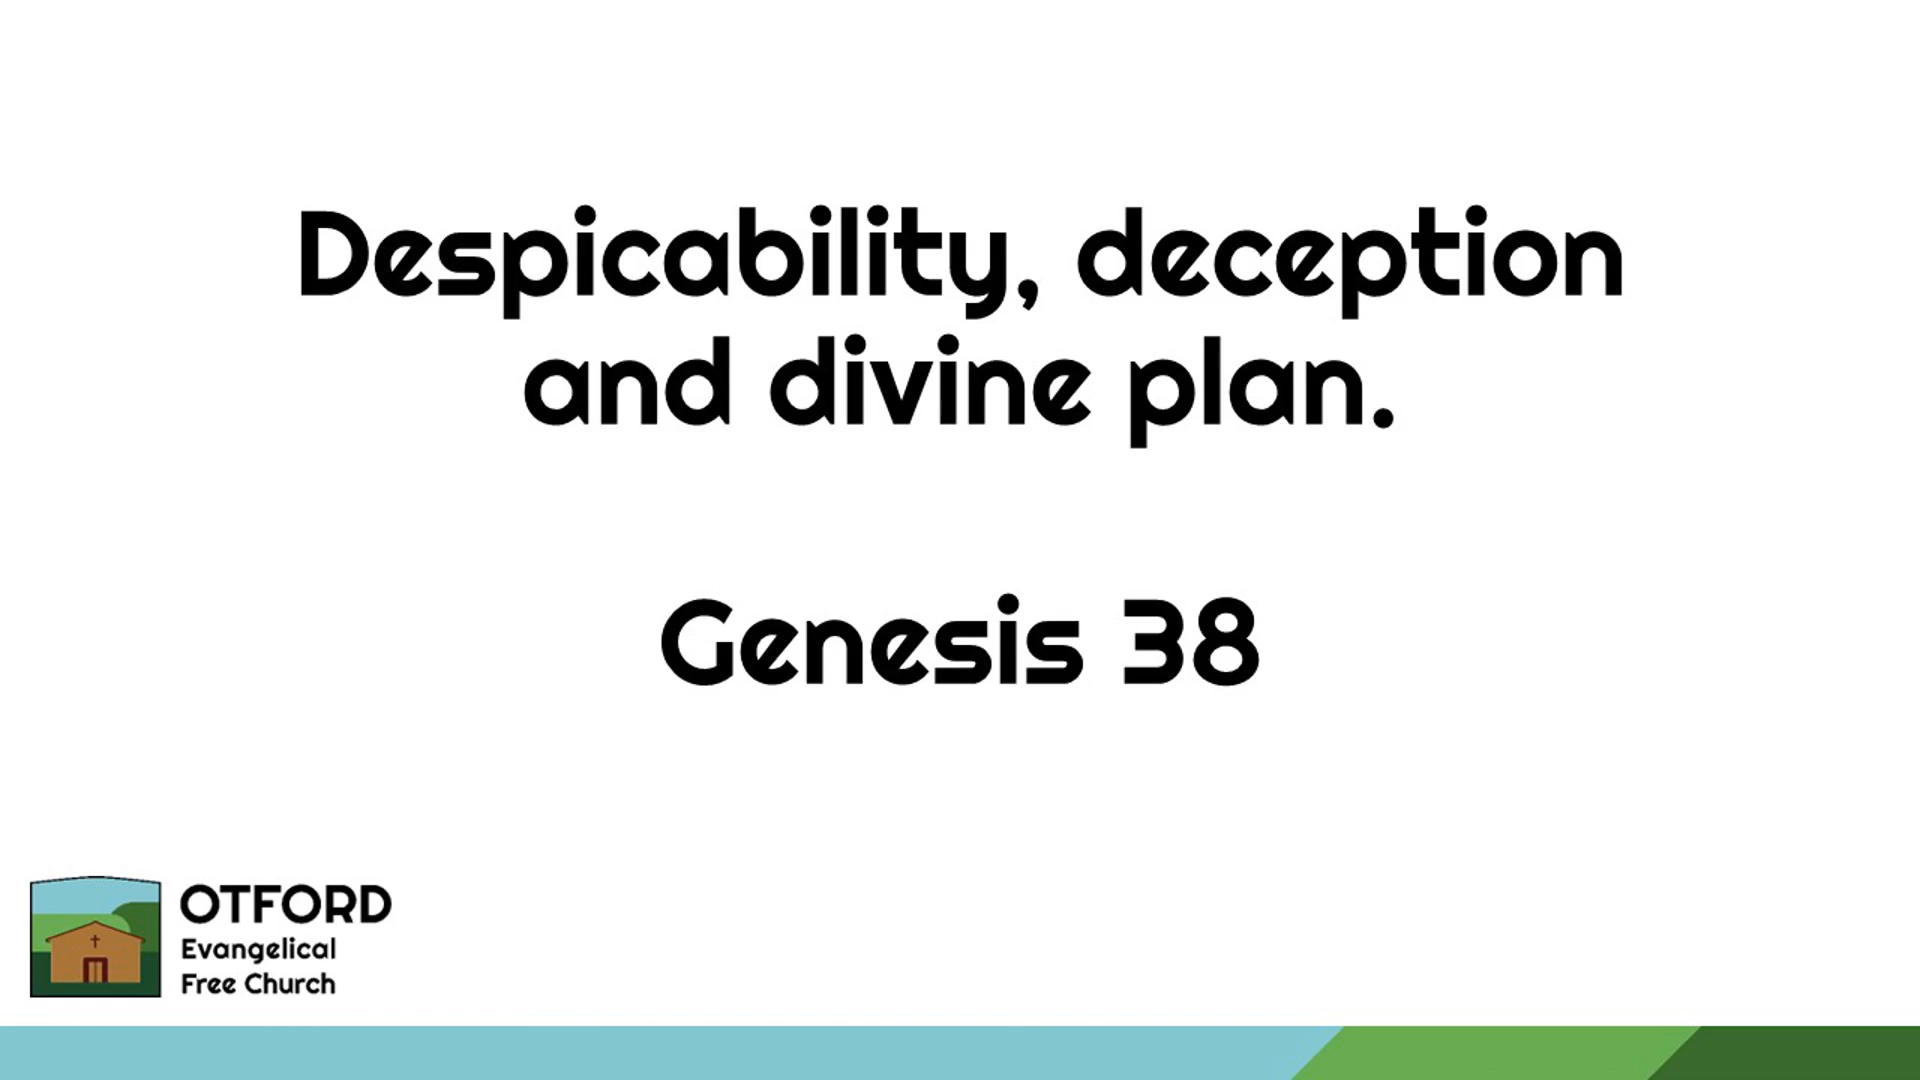 Despicability, deception
and divine plan.
Genesis 38
OTFORD
Evangelical
Free Church